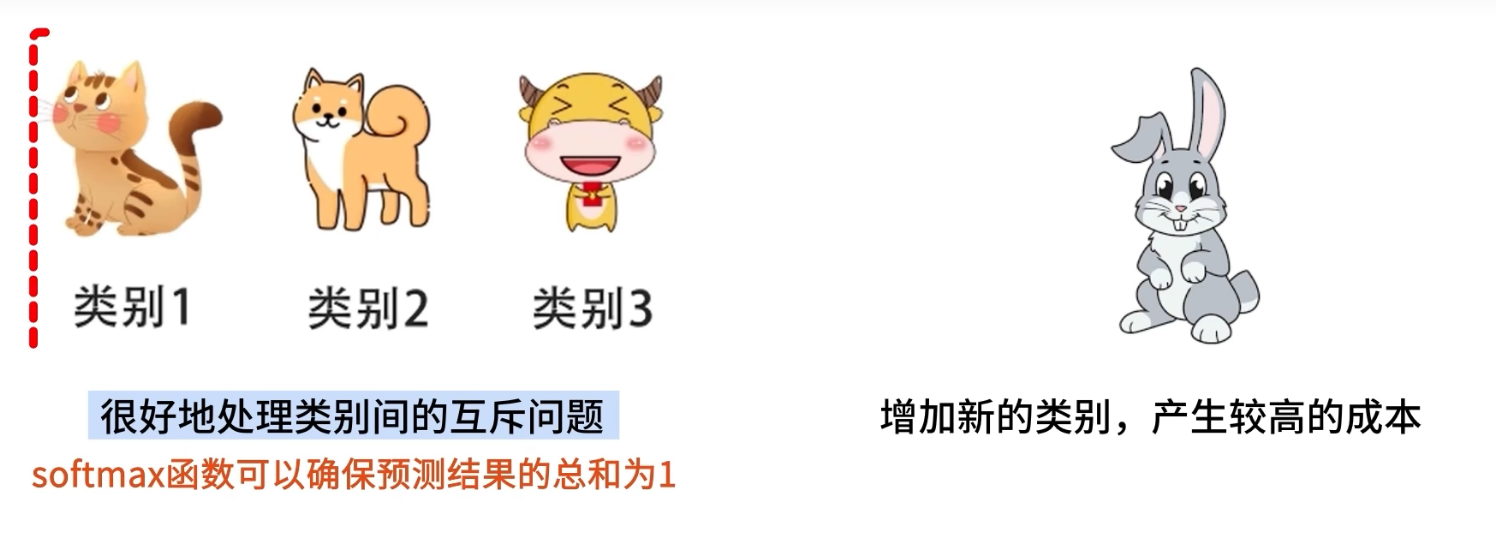 类别1
类别2
类别3
很好地处理类别间的互斥问题
softmax函数可以确保预测结果的总和为1
增加新的类别，产生较高的成本